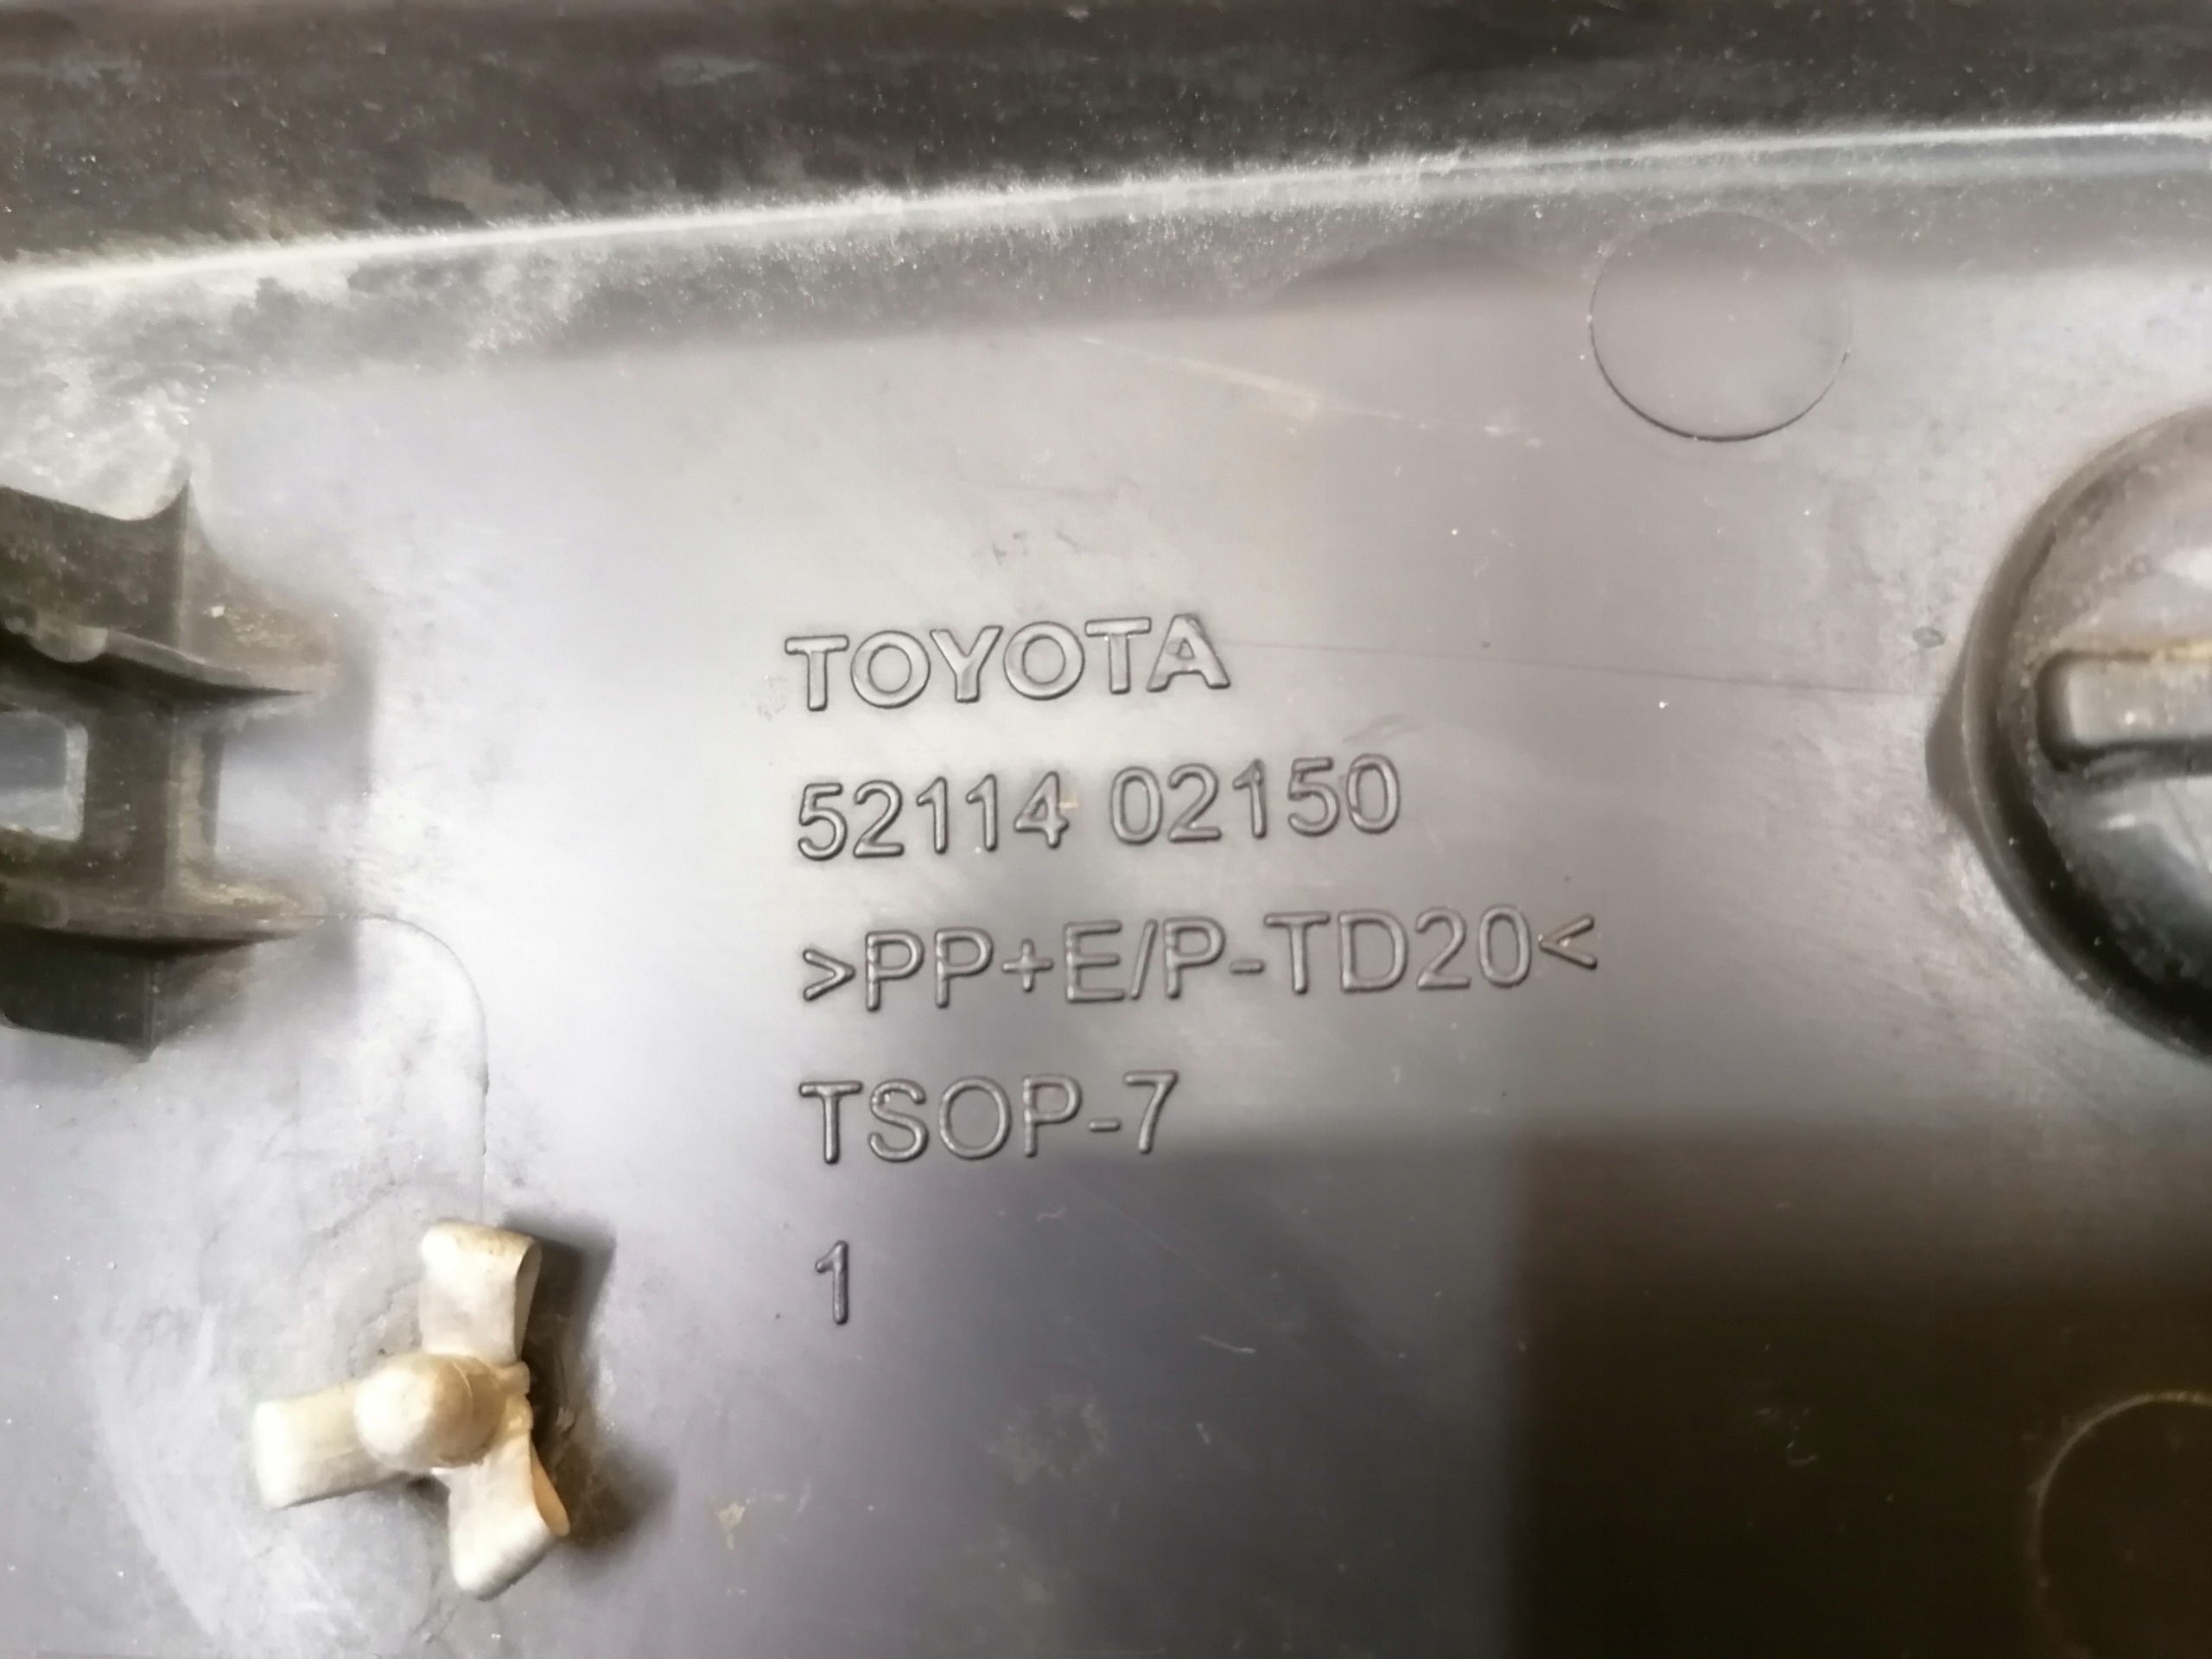 TOYOTA
52114 02150
>PP+E/P-TD20<
TSOP-7
1